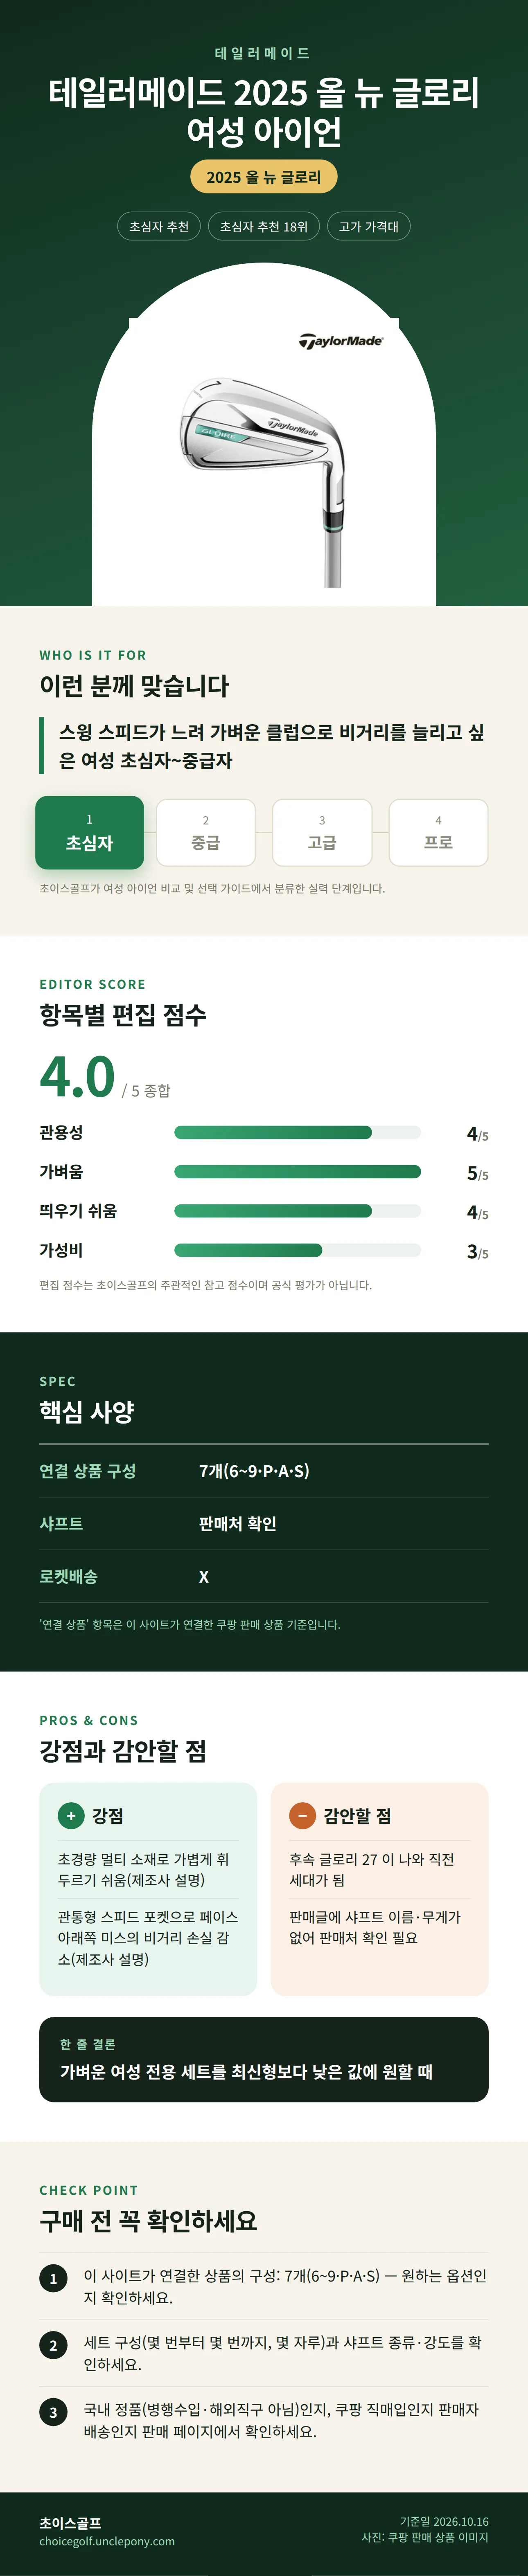 테일러메이드
테일러메이드 2025 올 뉴 글로리
여성 아이언
2025 올 뉴 글로리
초심자 추천
초심자 추천 18위
고가 가격대
TaylorMade
TaylorMade
GLOIRE
WHO IS IT FOR
이런 분께 맞습니다
스윙 스피드가 느려 가벼운 클럽으로 비거리를 늘리고 싶
은 여성 초심자~중급자
1
초심자
2
중급
3
고급
4
프로
초이스골프가 여성 아이언 비교 및 선택 가이드에서 분류한 실력 단계입니다.
EDITOR SCORE
항목별 편집 점수
4.0 / 5 종합
관용성 4/5
가벼움 5/5
띄우기 쉬움 4/5
가성비 3/5
편집 점수는 초이스골프의 주관적인 참고 점수이며 공식 평가가 아닙니다.
SPEC
핵심 사양
연결 상품 구성 7개(6~9·P·A·S)
샤프트 판매처 확인
로켓배송 X
'연결 상품' 항목은 이 사이트가 연결한 쿠팡 판매 상품 기준입니다.
PROS & CONS
강점과 감안할 점
+ 강점
초경량 멀티 소재로 가볍게 휘
두르기 쉬움(제조사 설명)
관통형 스피드 포켓으로 페이스
아래쪽 미스의 비거리 손실 감
소(제조사 설명)
− 감안할 점
후속 글로리 27 이 나와 직전
세대가 됨
판매글에 샤프트 이름·무게가
없어 판매처 확인 필요
한 줄 결론
가벼운 여성 전용 세트를 최신형보다 낮은 값에 원할 때
CHECK POINT
구매 전 꼭 확인하세요
1 이 사이트가 연결한 상품의 구성: 7개(6~9·P·A·S) — 원하는 옵션인
지 확인하세요.
2 세트 구성(몇 번부터 몇 번까지, 몇 자루)과 샤프트 종류·강도를 확
인하세요.
3 국내 정품(병행수입·해외직구 아님)인지, 쿠팡 직매입인지 판매자
배송인지 판매 페이지에서 확인하세요.
초이스골프
choicegolf.unclepony.com
기준일 2026.10.16
사진: 쿠팡 판매 상품 이미지